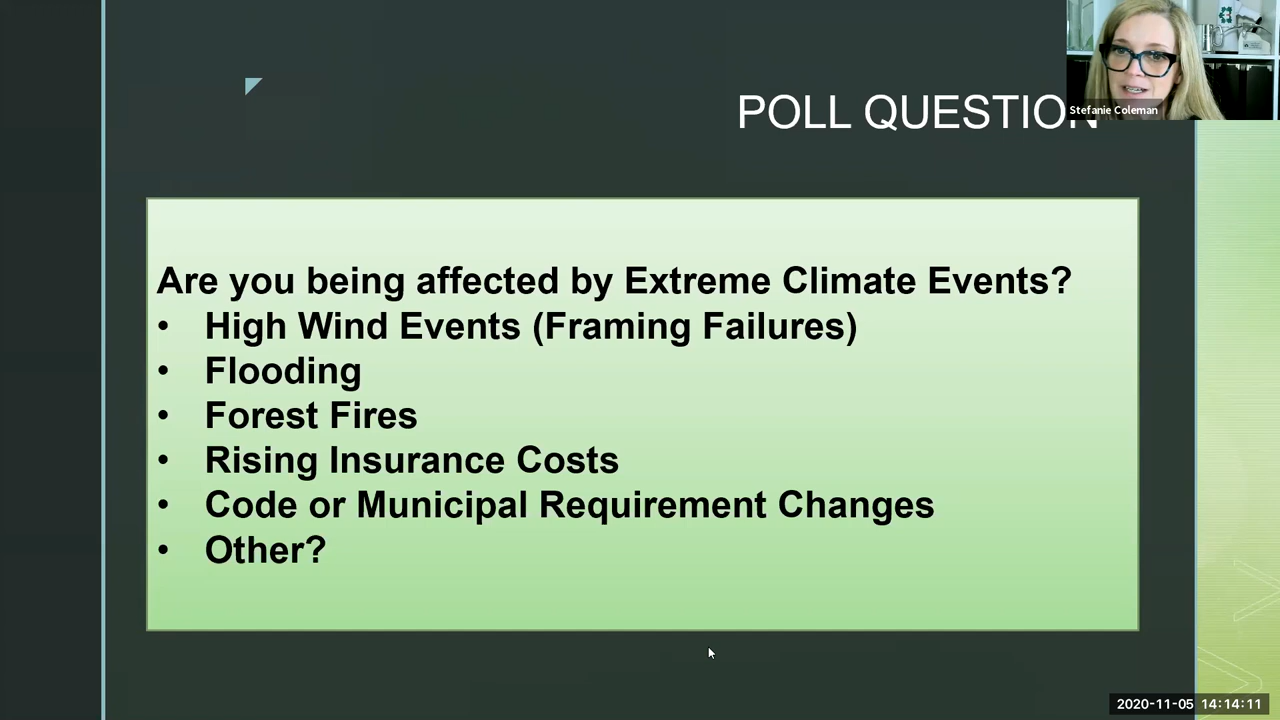 POLL QUESTION
Stefanie Coleman
Are you being affected by Extreme Climate Events?
• High Wind Events (Framing Failures)
• Flooding
• Forest Fires
• Rising Insurance Costs
• Code or Municipal Requirement Changes
• Other?
2020-11-05 14:14:11